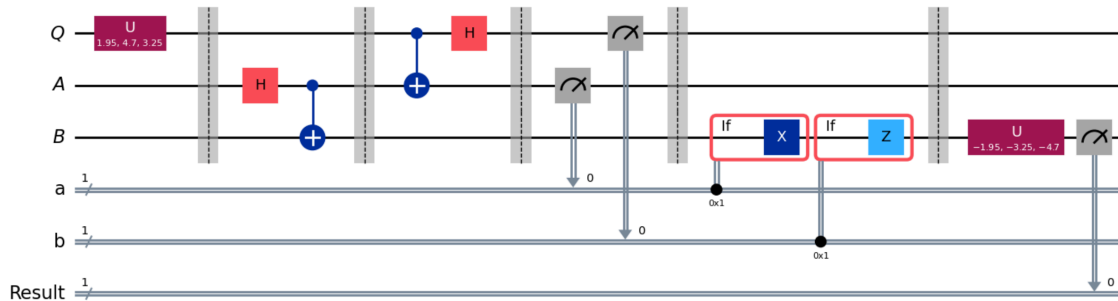 Q U H
1.95, 4.7, 3.25
A H
B If X If Z U
−1.95, −3.25, −4.7
a 1 0
0x1
b 1 0
0x1
Result 1 0